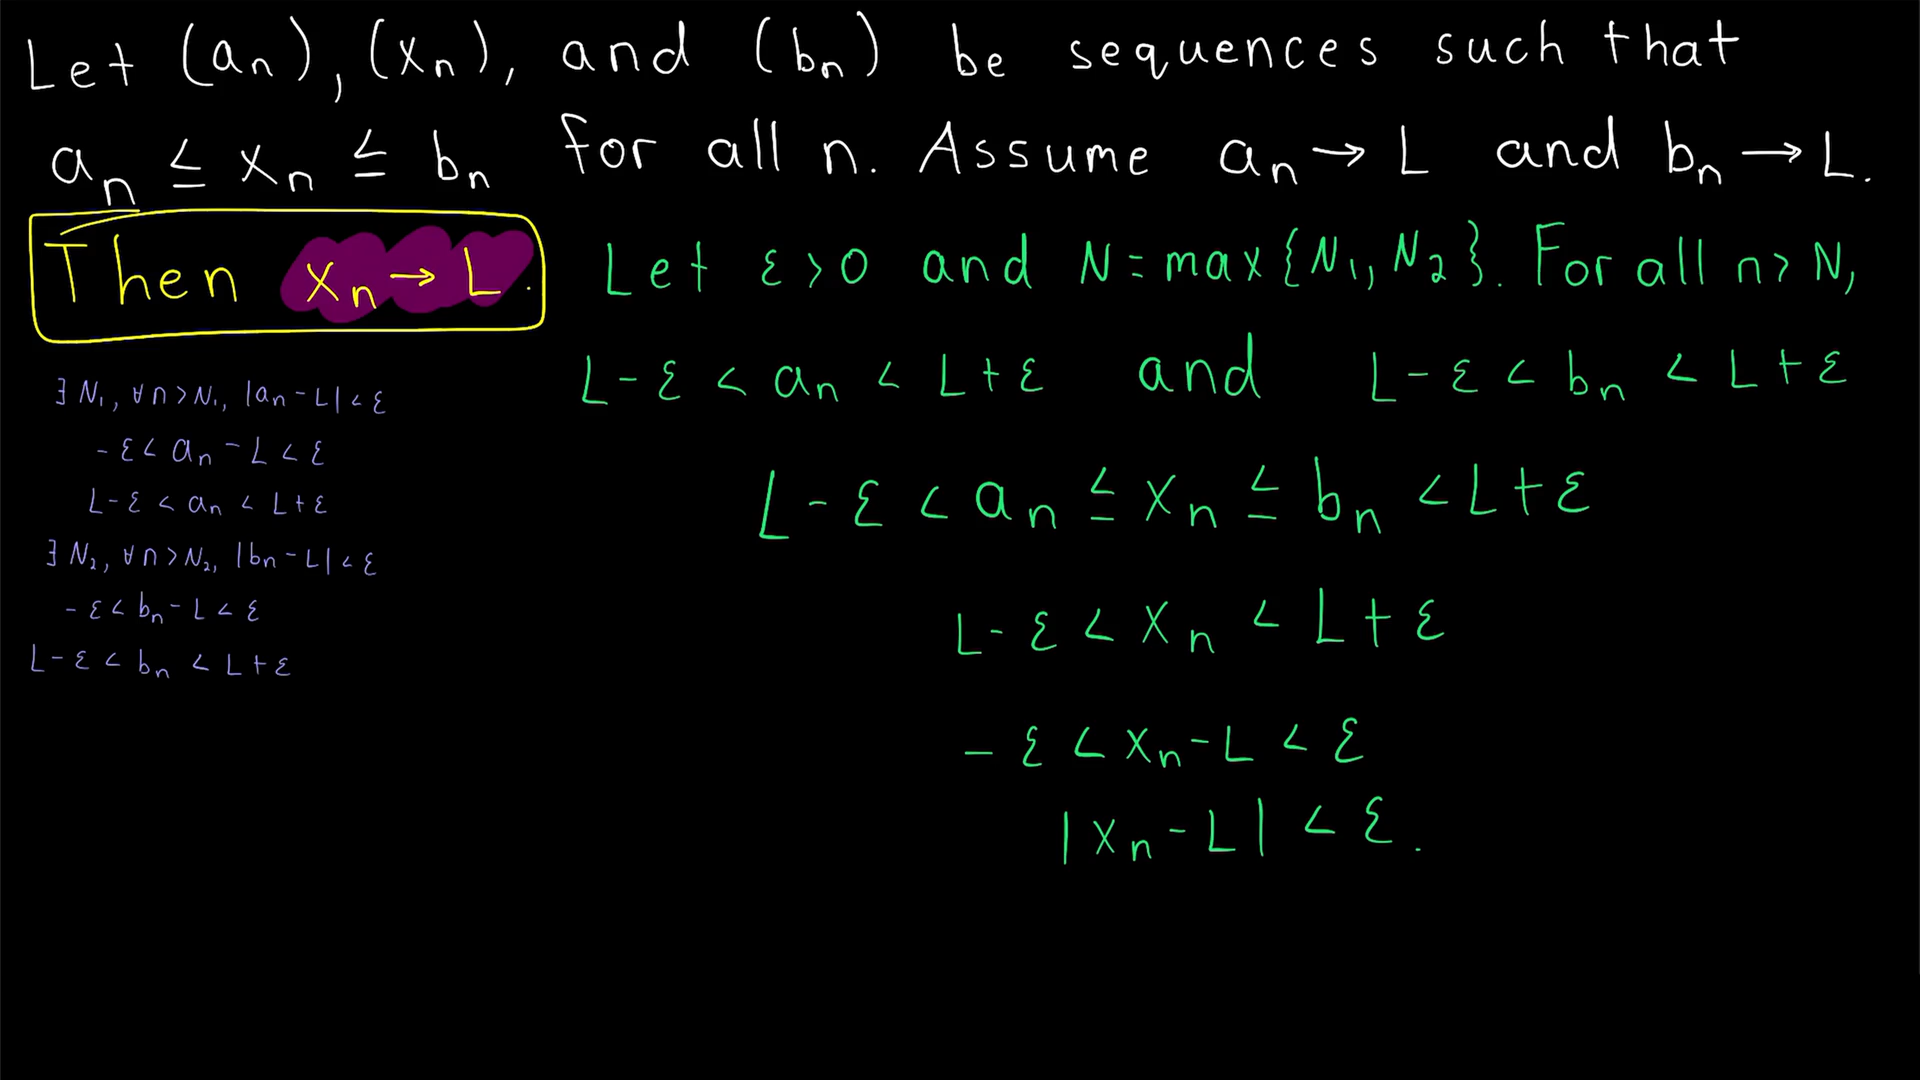 Let (aₙ), (xₙ), and (bₙ) be sequences such that
aₙ ≤ xₙ ≤ bₙ for all n. Assume aₙ → L and bₙ → L.
Then xₙ → L.
∃ N₁, ∀n>N₁, |aₙ-L|<ε
-ε< aₙ - L < ε
L-ε < aₙ < L+ε
∃ N₂, ∀n>N₂, |bₙ-L|<ε
-ε < bₙ - L < ε
L-ε < bₙ < L+ε
Let ε>0 and N=max{N₁, N₂}. For all n> N,
L-ε < aₙ < L+ε and L-ε < bₙ < L+ε
L-ε < aₙ ≤ xₙ ≤ bₙ < L+ε
L-ε < xₙ < L+ε
-ε < xₙ-L < ε
|xₙ-L| < ε.